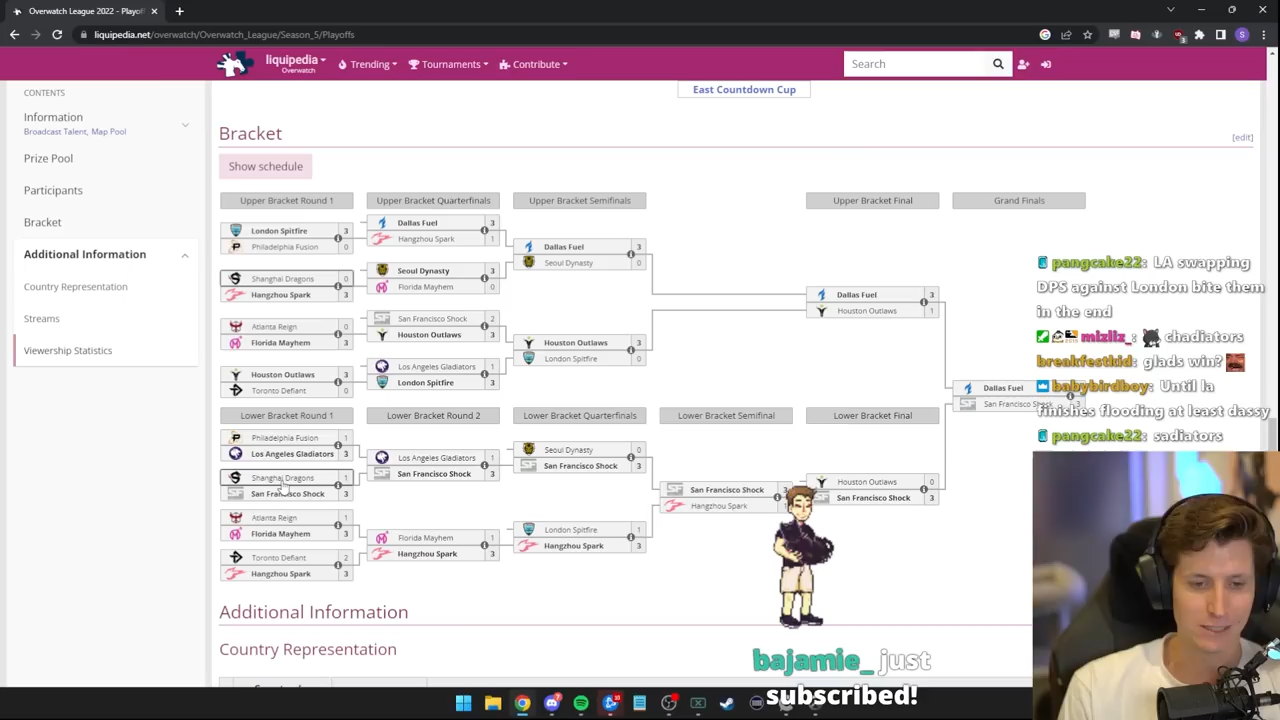 Overwatch League 2022 - Playoff
liquipedia.net/overwatch/Overwatch_League/Season_5/Playoffs
liquipedia
Overwatch
Trending
Tournaments
Contribute
Search
CONTENTS
Information
Broadcast Talent, Map Pool
Prize Pool
Participants
Bracket
Additional Information
Country Representation
Streams
Viewership Statistics
East Countdown Cup
Bracket
[edit]
Show schedule
Upper Bracket Round 1
Upper Bracket Quarterfinals
Upper Bracket Semifinals
Upper Bracket Final
Grand Finals
London Spitfire 3
Philadelphia Fusion 0
Shanghai Dragons 0
Hangzhou Spark 3
Atlanta Reign 0
Florida Mayhem 3
Houston Outlaws 3
Toronto Defiant 0
Dallas Fuel 3
Hangzhou Spark 1
Seoul Dynasty 3
Florida Mayhem 0
San Francisco Shock 2
Houston Outlaws 3
Los Angeles Gladiators 0
London Spitfire 3
Dallas Fuel 3
Seoul Dynasty 0
Houston Outlaws 3
London Spitfire 0
Dallas Fuel 3
Houston Outlaws 1
Dallas Fuel
San Francisco Shock 3
Lower Bracket Round 1
Lower Bracket Round 2
Lower Bracket Quarterfinals
Lower Bracket Semifinal
Lower Bracket Final
Philadelphia Fusion 1
Los Angeles Gladiators 3
Shanghai Dragons 1
San Francisco Shock 3
Atlanta Reign 1
Florida Mayhem 3
Toronto Defiant 2
Hangzhou Spark 3
Los Angeles Gladiators 1
San Francisco Shock 3
Florida Mayhem 1
Hangzhou Spark 3
Seoul Dynasty 0
San Francisco Shock 3
London Spitfire 1
Hangzhou Spark 3
San Francisco Shock 3
Hangzhou Spark
Houston Outlaws 0
San Francisco Shock 3
Additional Information
Country Representation
pangcake22: LA swapping
DPS against London bite them
in the end
mizliz_: chadiators
breakfestkid: glads win?
babybirdboy: Until la
finishes flooding at least dassy
pangcake22: sadiators
bajamie_ just
subscribed!